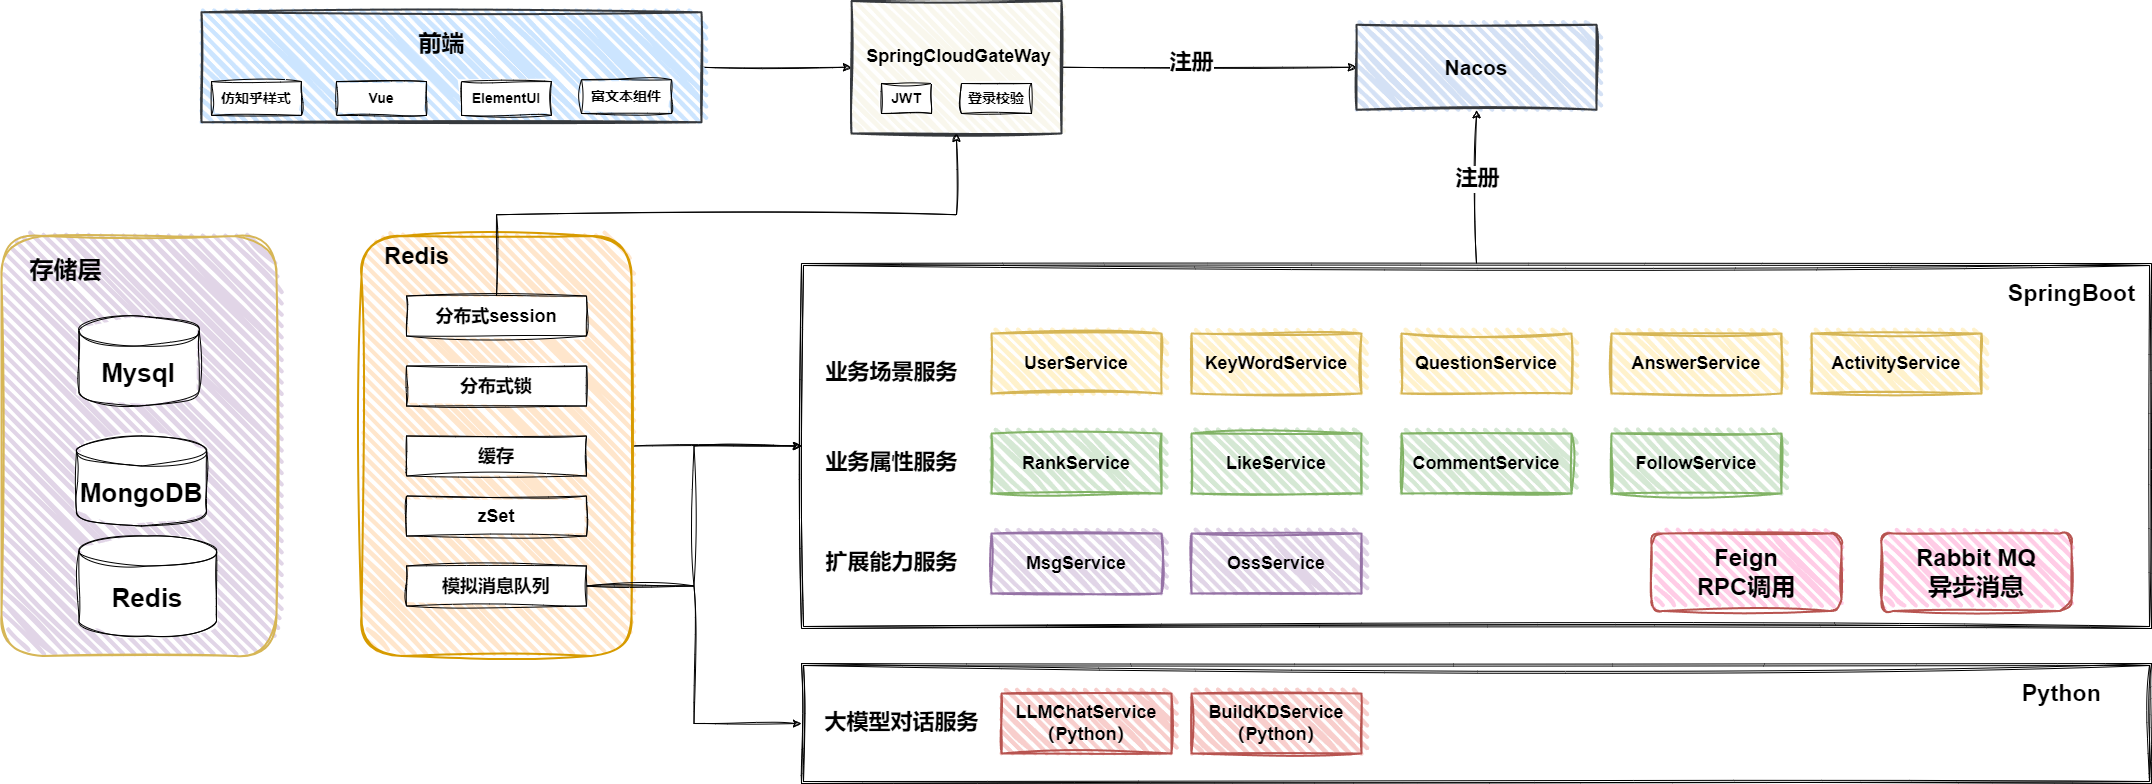 前端
仿知乎样式
Vue
ElementUI
富文本组件
SpringCloudGateWay
JWT
登录校验
注册
Nacos
注册
存储层
Mysql
MongoDB
Redis
Redis
分布式session
分布式锁
缓存
zSet
模拟消息队列
SpringBoot
业务场景服务
UserService
KeyWordService
QuestionService
AnswerService
ActivityService
业务属性服务
RankService
LikeService
CommentService
FollowService
扩展能力服务
MsgService
OssService
Feign
RPC调用
Rabbit MQ
异步消息
Python
大模型对话服务
LLMChatService
（Python）
BuildKDService
（Python）